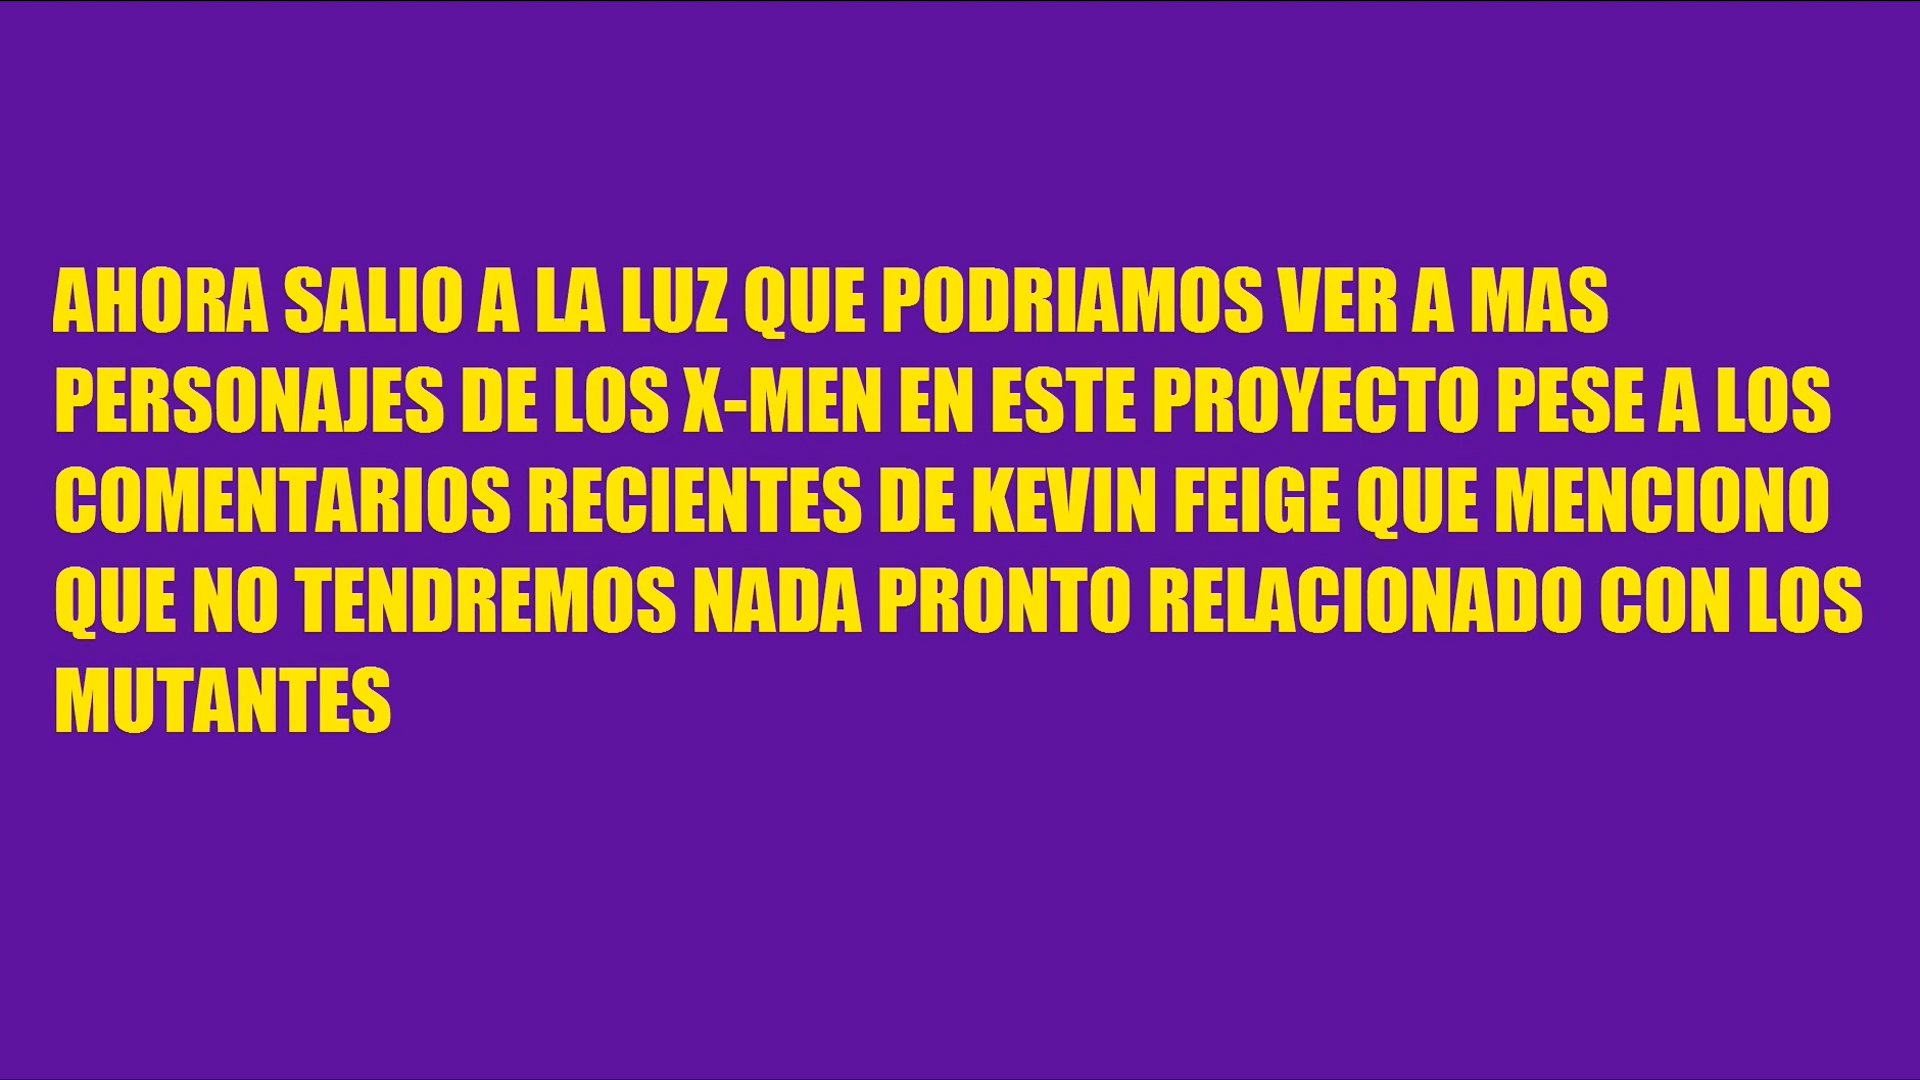 AHORA SALIO A LA LUZ QUE PODRIAMOS VER A MAS
PERSONAJES DE LOS X-MEN EN ESTE PROYECTO PESE A LOS
COMENTARIOS RECIENTES DE KEVIN FEIGE QUE MENCIONO
QUE NO TENDREMOS NADA PRONTO RELACIONADO CON LOS
MUTANTES